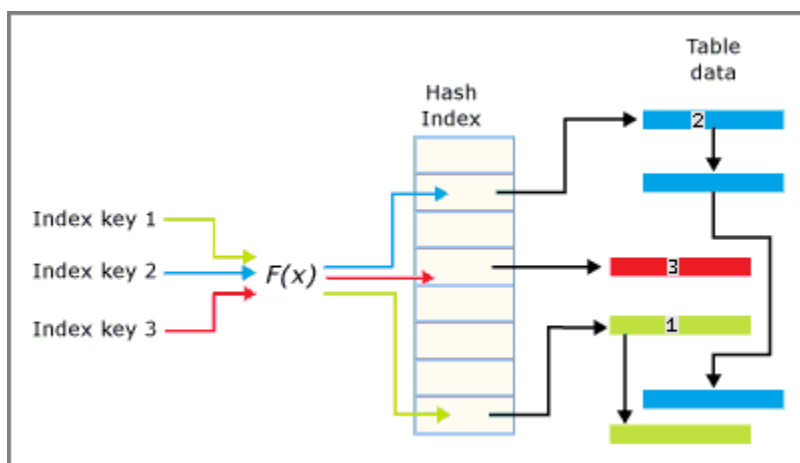 Table
data
Hash
Index
2
Index key 1
Index key 2
F(x)
3
Index key 3
1